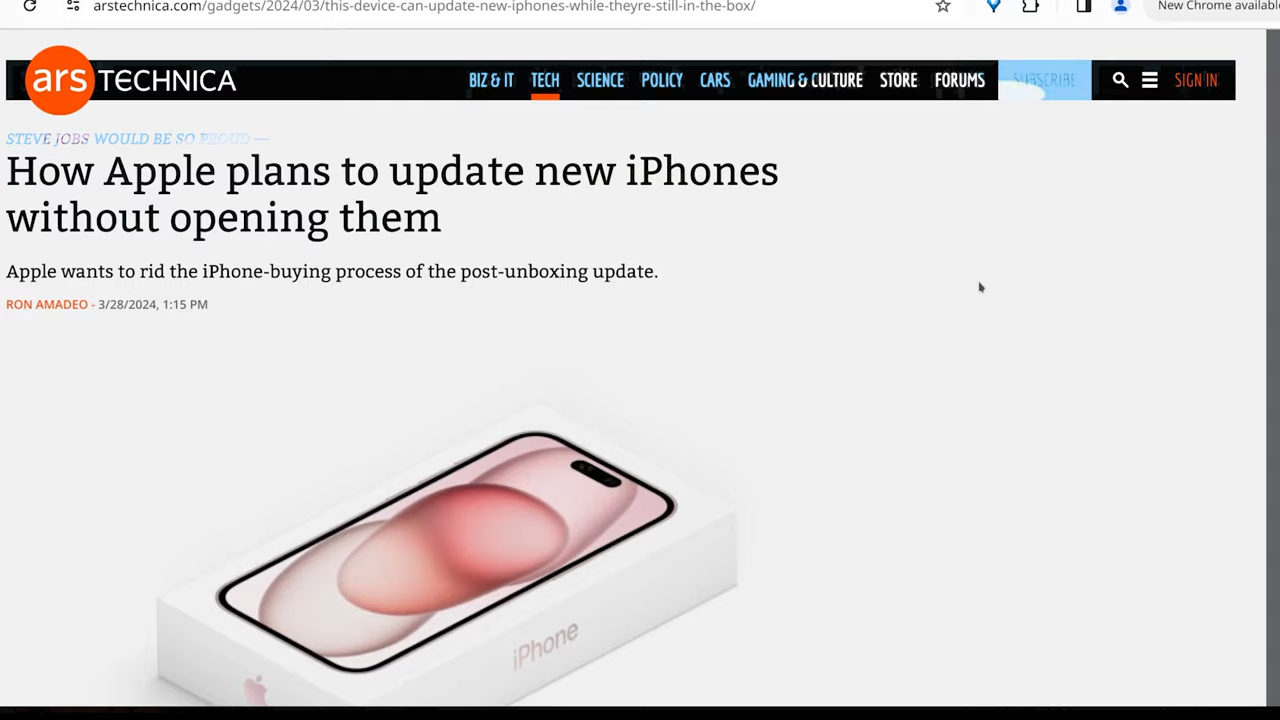 arstechnica.com/gadgets/2024/03/this-device-can-update-new-iphones-while-theyre-still-in-the-box/
New Chrome available
ars TECHNICA
BIZ & IT TECH SCIENCE POLICY CARS GAMING & CULTURE STORE FORUMS SUBSCRIBE SIGN IN
STEVE JOBS WOULD BE SO PROUD —
How Apple plans to update new iPhones
without opening them
Apple wants to rid the iPhone-buying process of the post-unboxing update.
RON AMADEO - 3/28/2024, 1:15 PM
iPhone